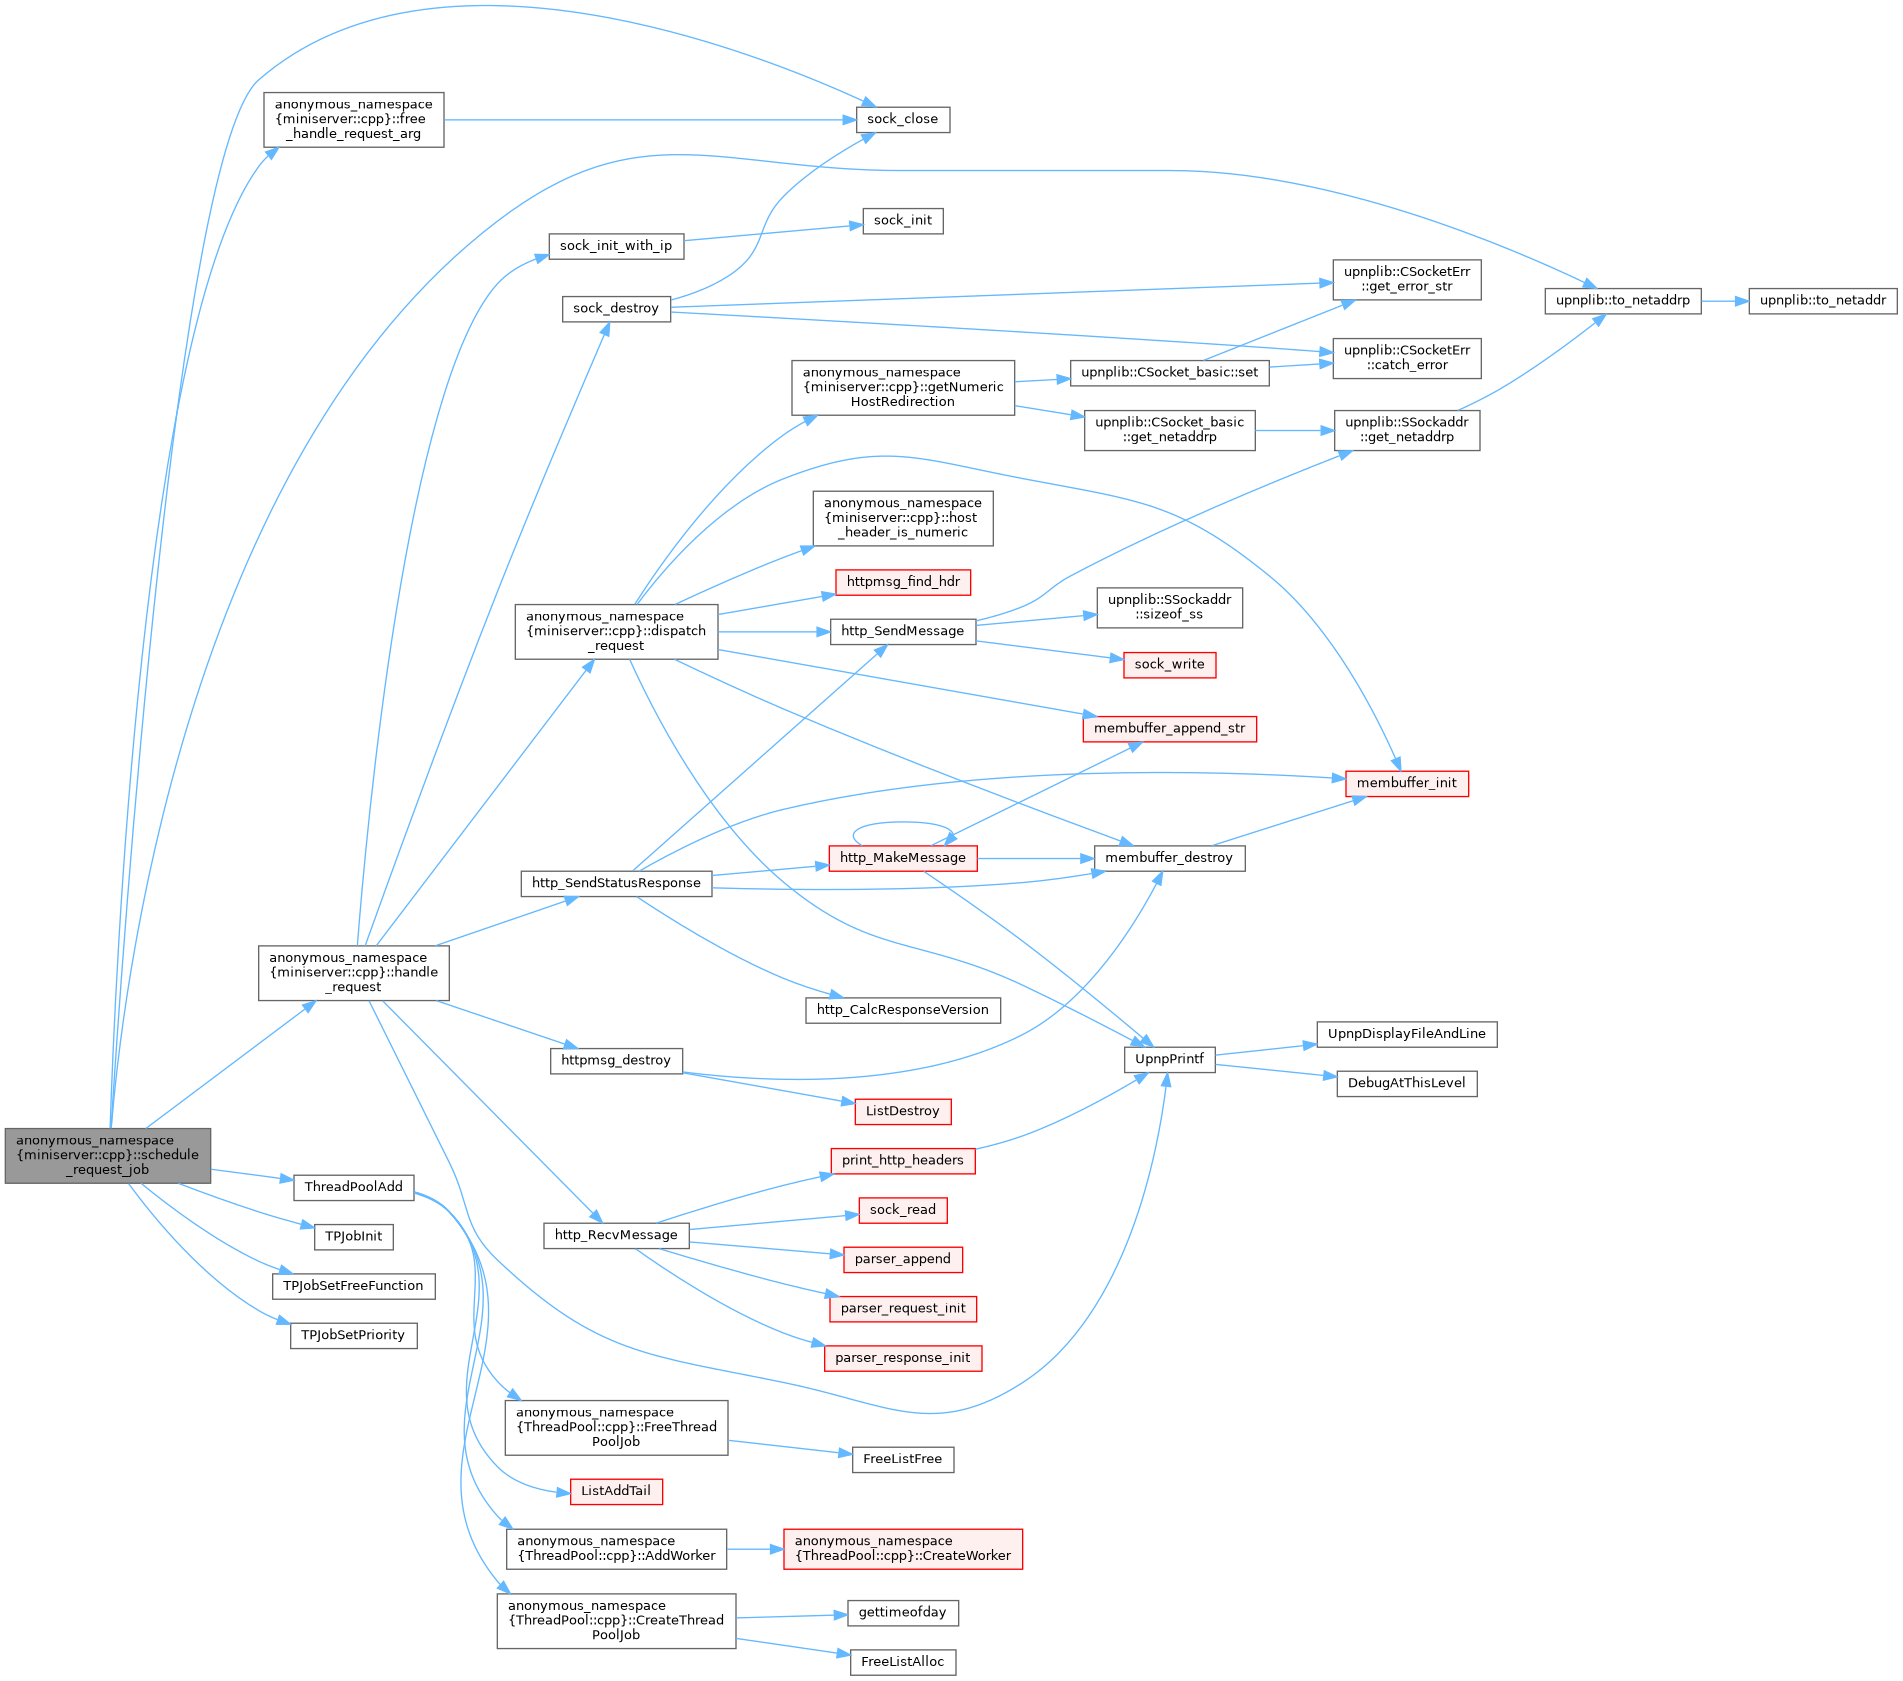 anonymous_namespace
{miniserver::cpp}::schedule
_request_job
anonymous_namespace
{miniserver::cpp}::free
_handle_request_arg
sock_close
anonymous_namespace
{miniserver::cpp}::handle
_request
sock_init_with_ip
sock_init
sock_destroy
upnplib::CSocketErr
::get_error_str
upnplib::CSocketErr
::catch_error
anonymous_namespace
{miniserver::cpp}::dispatch
_request
anonymous_namespace
{miniserver::cpp}::getNumeric
HostRedirection
upnplib::CSocket_basic::set
upnplib::CSocket_basic
::get_netaddrp
upnplib::SSockaddr
::get_netaddrp
upnplib::to_netaddrp
upnplib::to_netaddr
anonymous_namespace
{miniserver::cpp}::host
_header_is_numeric
httpmsg_find_hdr
http_SendMessage
upnplib::SSockaddr
::sizeof_ss
sock_write
membuffer_append_str
membuffer_init
membuffer_destroy
http_SendStatusResponse
http_MakeMessage
http_CalcResponseVersion
httpmsg_destroy
ListDestroy
UpnpPrintf
UpnpDisplayFileAndLine
DebugAtThisLevel
http_RecvMessage
print_http_headers
sock_read
parser_append
parser_request_init
parser_response_init
ThreadPoolAdd
TPJobInit
TPJobSetFreeFunction
TPJobSetPriority
anonymous_namespace
{ThreadPool::cpp}::FreeThread
PoolJob
FreeListFree
ListAddTail
anonymous_namespace
{ThreadPool::cpp}::AddWorker
anonymous_namespace
{ThreadPool::cpp}::CreateWorker
anonymous_namespace
{ThreadPool::cpp}::CreateThread
PoolJob
gettimeofday
FreeListAlloc